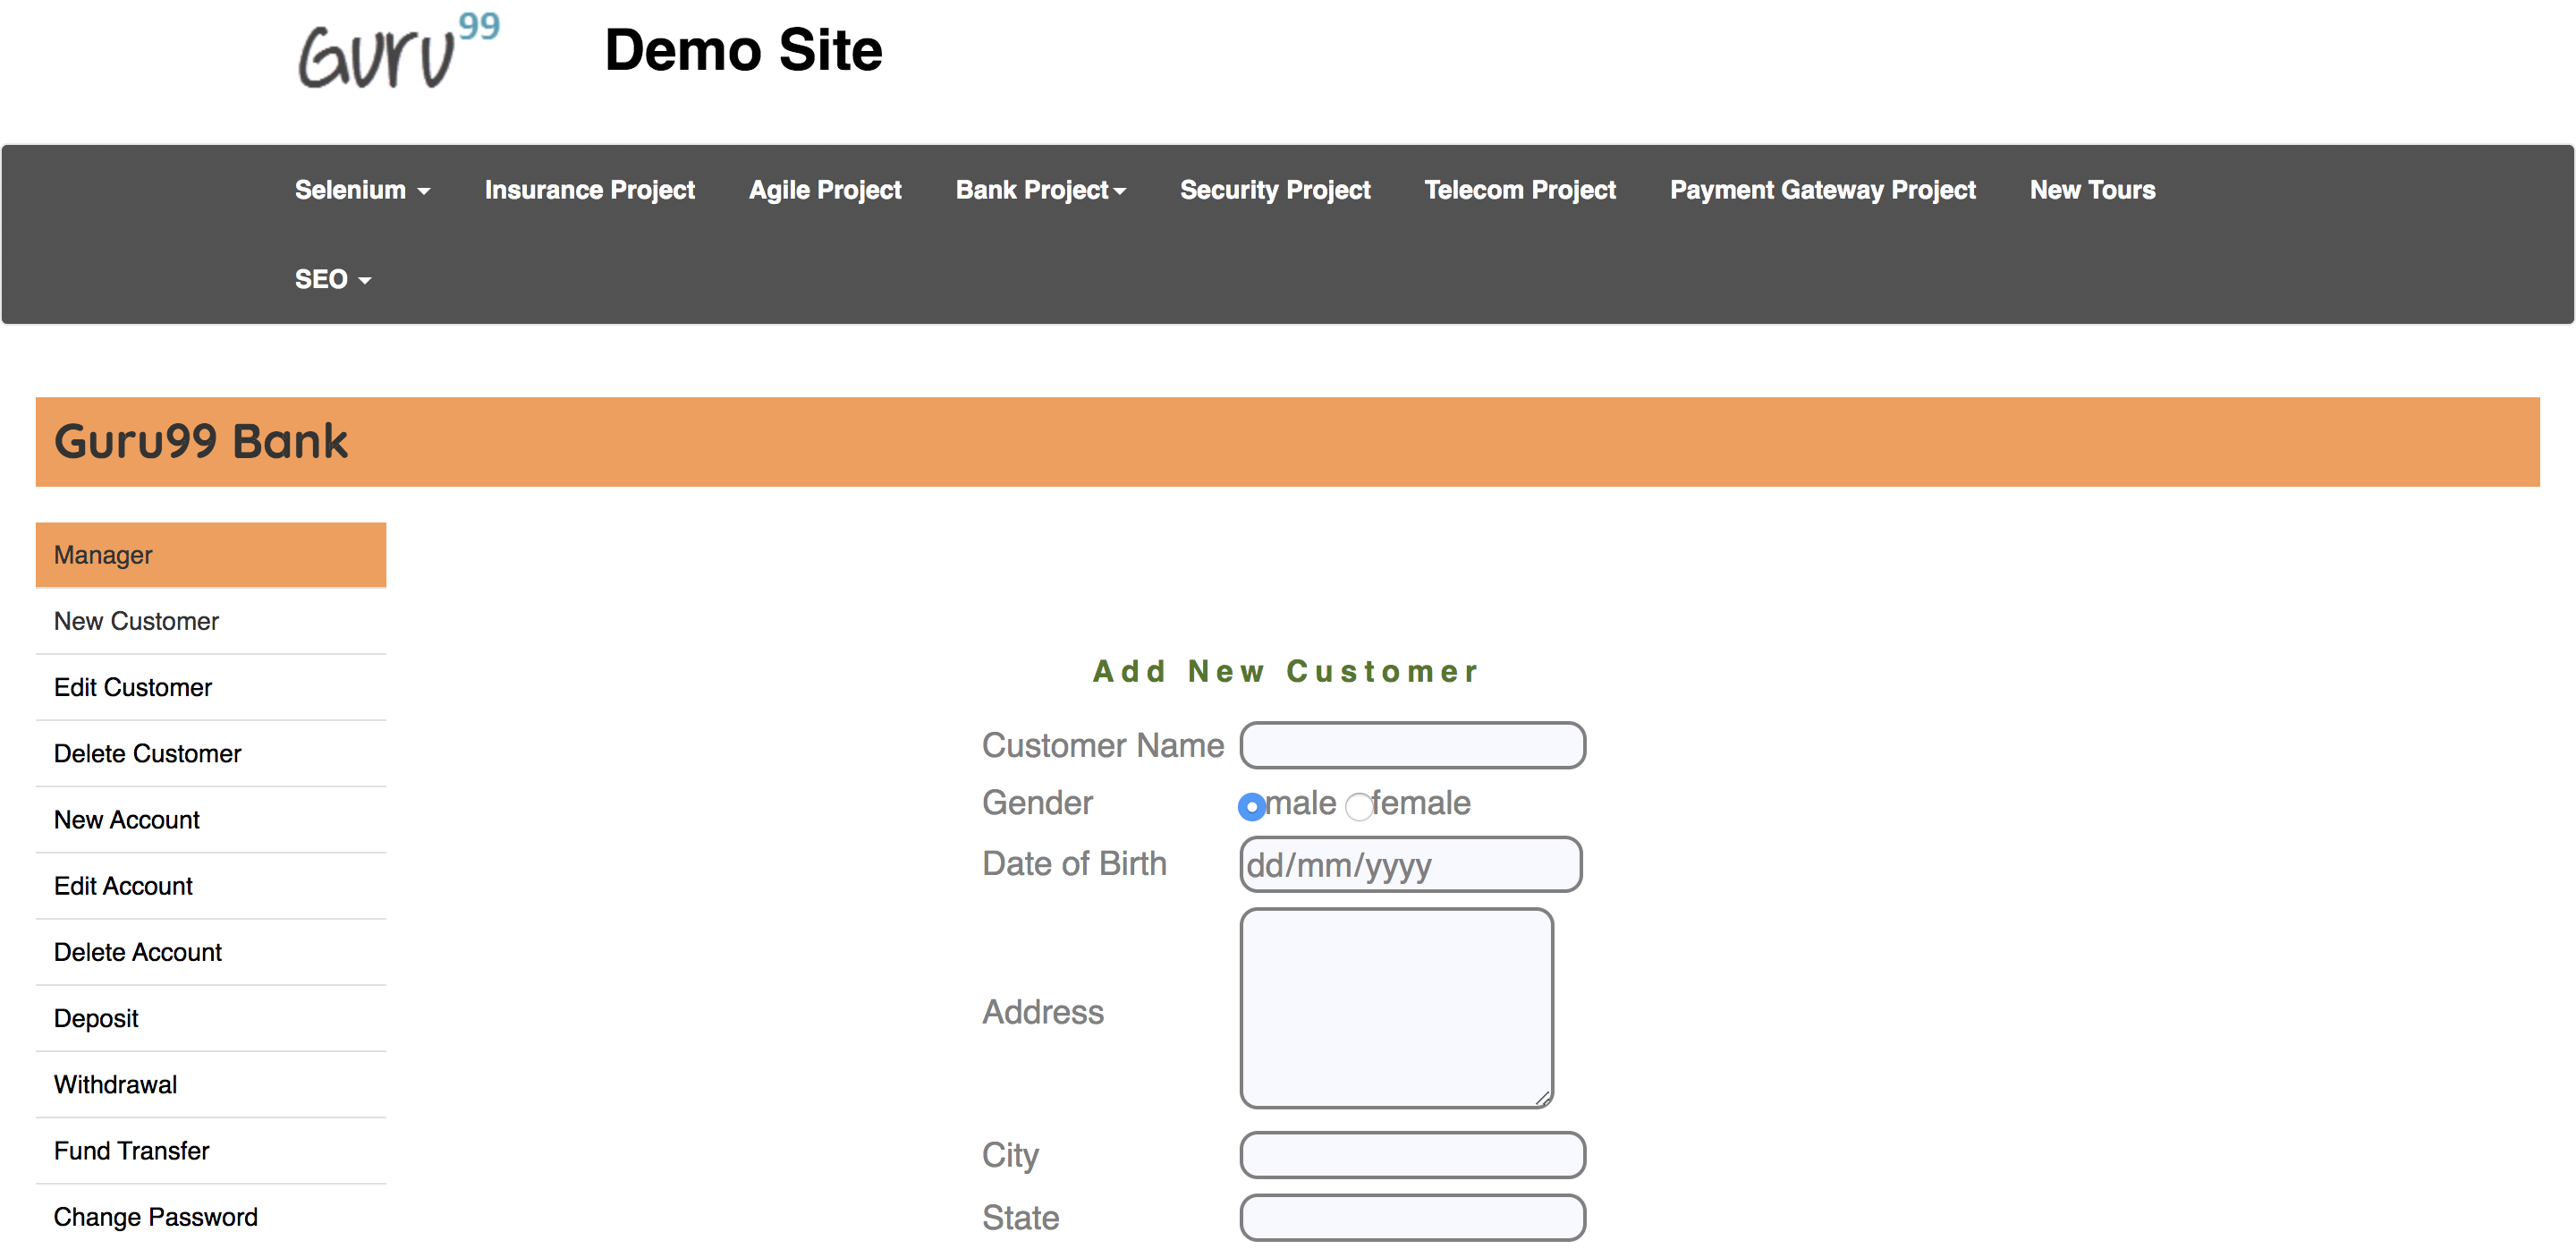 Guru99 Demo Site
Selenium Insurance Project Agile Project Bank Project Security Project Telecom Project Payment Gateway Project New Tours
SEO
Guru99 Bank
Manager
New Customer
Edit Customer
Delete Customer
New Account
Edit Account
Delete Account
Deposit
Withdrawal
Fund Transfer
Change Password
Add New Customer
Customer Name
Gender male female
Date of Birth dd/mm/yyyy
Address
City
State